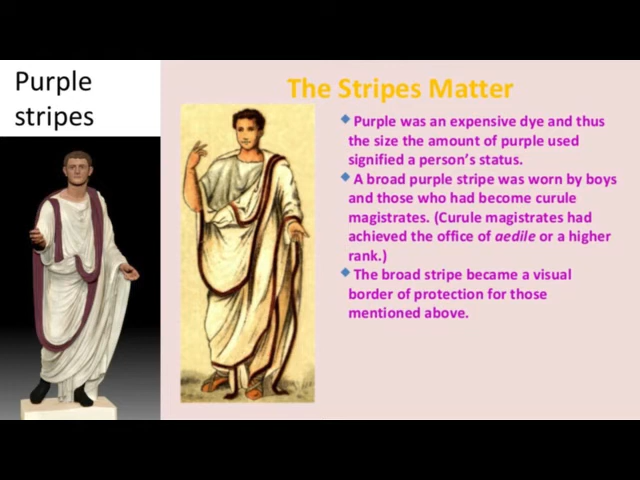 Purple
stripes
The Stripes Matter
Purple was an expensive dye and thus
the size the amount of purple used
signified a person’s status.
A broad purple stripe was worn by boys
and those who had become curule
magistrates. (Curule magistrates had
achieved the office of aedile or a higher
rank.)
The broad stripe became a visual
border of protection for those
mentioned above.